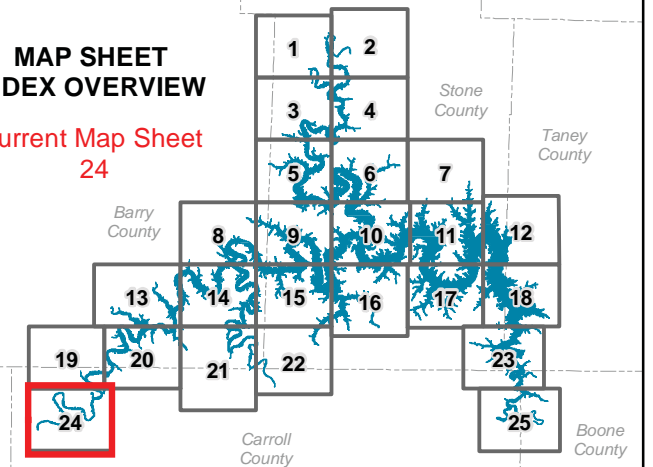 MAP SHEET
DEX OVERVIEW
urrent Map Sheet
24
1
2
3
4
Stone
County
Taney
County
5
6
7
Barry
County
8
9
10
11
12
13
14
15
16
17
18
19
20
21
22
23
24
25
Carroll
County
Boone
County